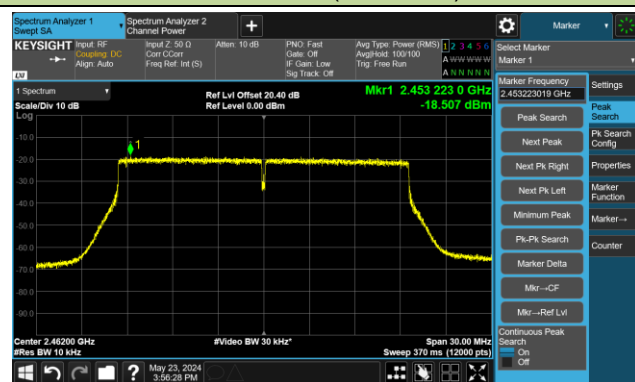 Spectrum Analyzer 1
Swept SA
Spectrum Analyzer 2
Channel Power
Marker
KEYSIGHT
LXI
Input: RF
Coupling: DC
Align: Auto
Input Z: 50 Ω
Corr CCorr
Freq Ref: Int (S)
Atten: 10 dB
PNO: Fast
Gate: Off
IF Gain: Low
Sig Track: Off
Avg Type: Power (RMS)
Avg|Hold: 100/100
Trig: Free Run
1 2 3 4 5 6
A W W W W W
A N N N N N
Select Marker
Marker 1
1 Spectrum
Scale/Div 10 dB
Log
Ref Lvl Offset 20.40 dB
Ref Level 0.00 dBm
Mkr1 2.453 223 0 GHz
-18.507 dBm
1
-10.0
-20.0
-30.0
-40.0
-50.0
-60.0
-70.0
-80.0
-90.0
Center 2.46200 GHz
#Res BW 10 kHz
#Video BW 30 kHz*
Span 30.00 MHz
Sweep 370 ms (12000 pts)
Marker Frequency
2.453223019 GHz
Peak Search
Next Peak
Next Pk Right
Next Pk Left
Minimum Peak
Pk-Pk Search
Marker Delta
Mkr→CF
Mkr→Ref Lvl
Continuous Peak
Search
On
Off
Settings
Peak
Search
Pk Search
Config
Properties
Marker
Function
Marker→
Counter
?
May 23, 2024
3:56:28 PM